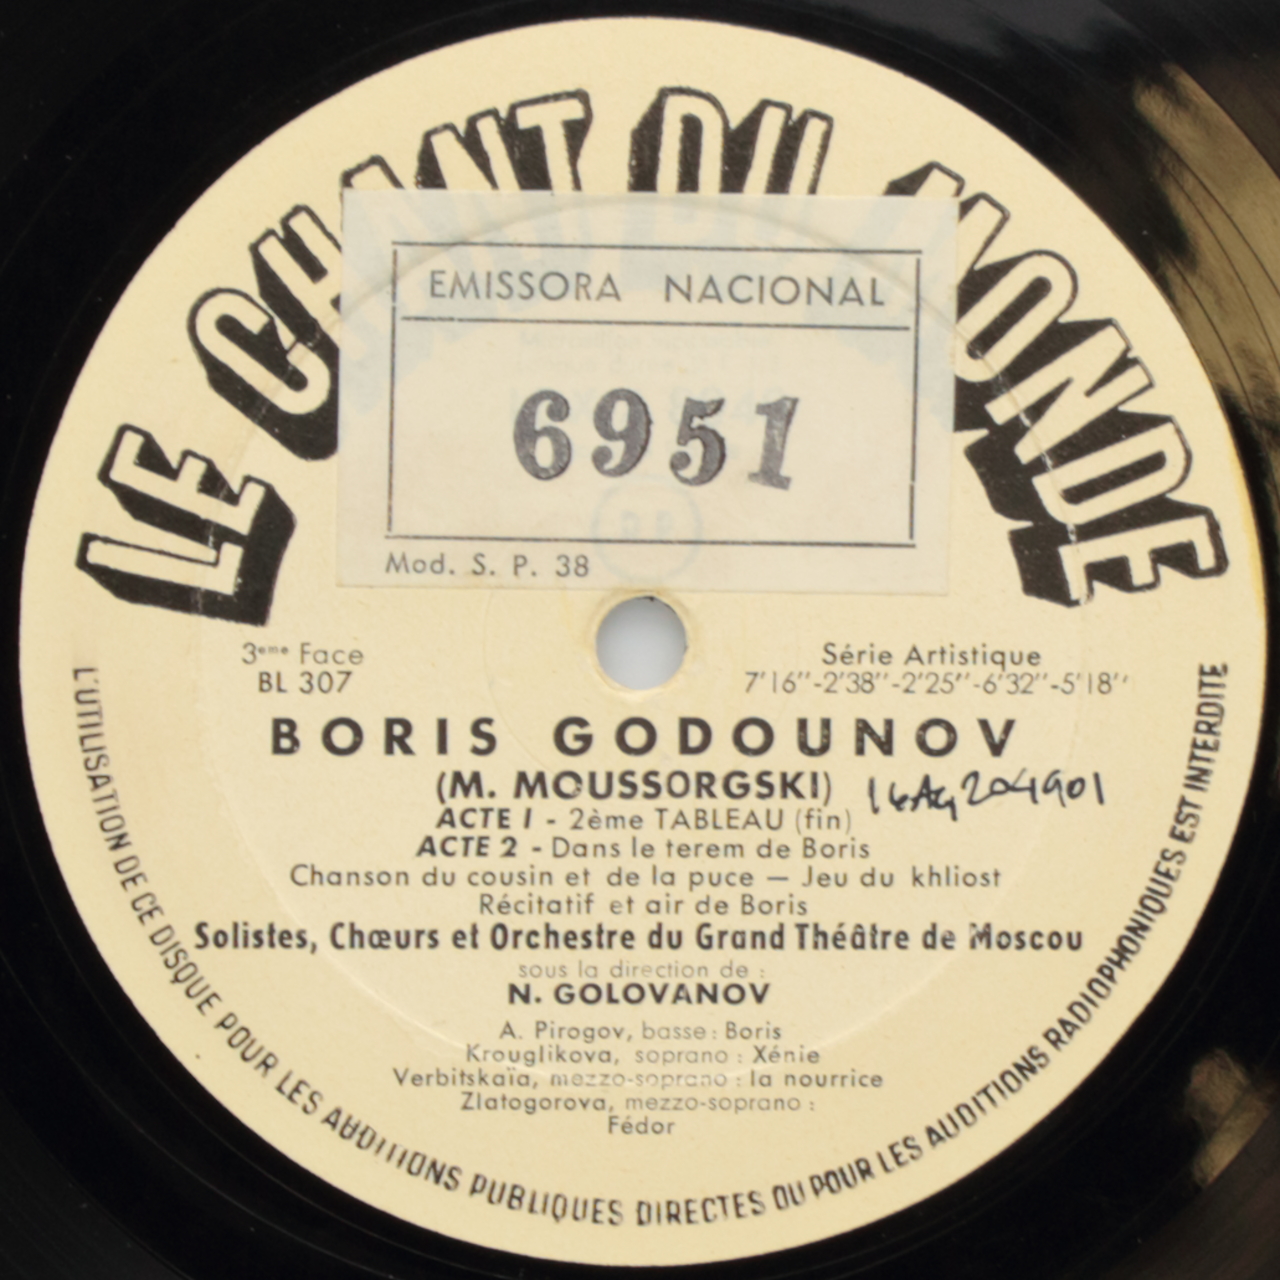 LE CHANT DU MONDE
EMISSORA NACIONAL
6951
Mod. S. P. 38
3eme Face
BL 307
Série Artistique
7'16''-2'38''-2'25''-6'32''-5'18''
BORIS GODOUNOV
(M. MOUSSORGSKI)
16Ag204901
ACTE I - 2ème TABLEAU (fin)
ACTE 2 - Dans le terem de Boris
Chanson du cousin et de la puce — Jeu du khliost
Récitatif et air de Boris
Solistes, Chœurs et Orchestre du Grand Théâtre de Moscou
sous la direction de :
N. GOLOVANOV
A. Pirogov, basse : Boris
Krouglikova, soprano : Xénie
Verbitskaïa, mezzo-soprano : la nourrice
Zlatogorova, mezzo-soprano :
Fédor
L'UTILISATION DE CE DISQUE POUR LES AUDITIONS PUBLIQUES DIRECTES OU POUR LES AUDITIONS RADIOPHONIQUES EST INTERDITE